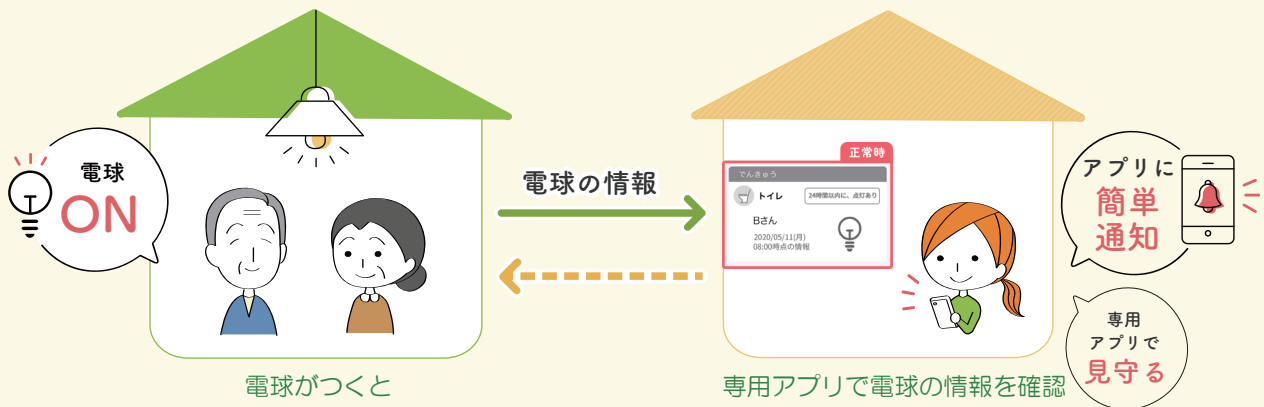 電球
ON
電球がつくと
電球の情報
正常時
でんきゅう
トイレ
24時間以内に、点灯あり
Bさん
2020/05/11(月)
08:00時点の情報
アプリに
簡単
通知
専用
アプリで
見守る
専用アプリで電球の情報を確認